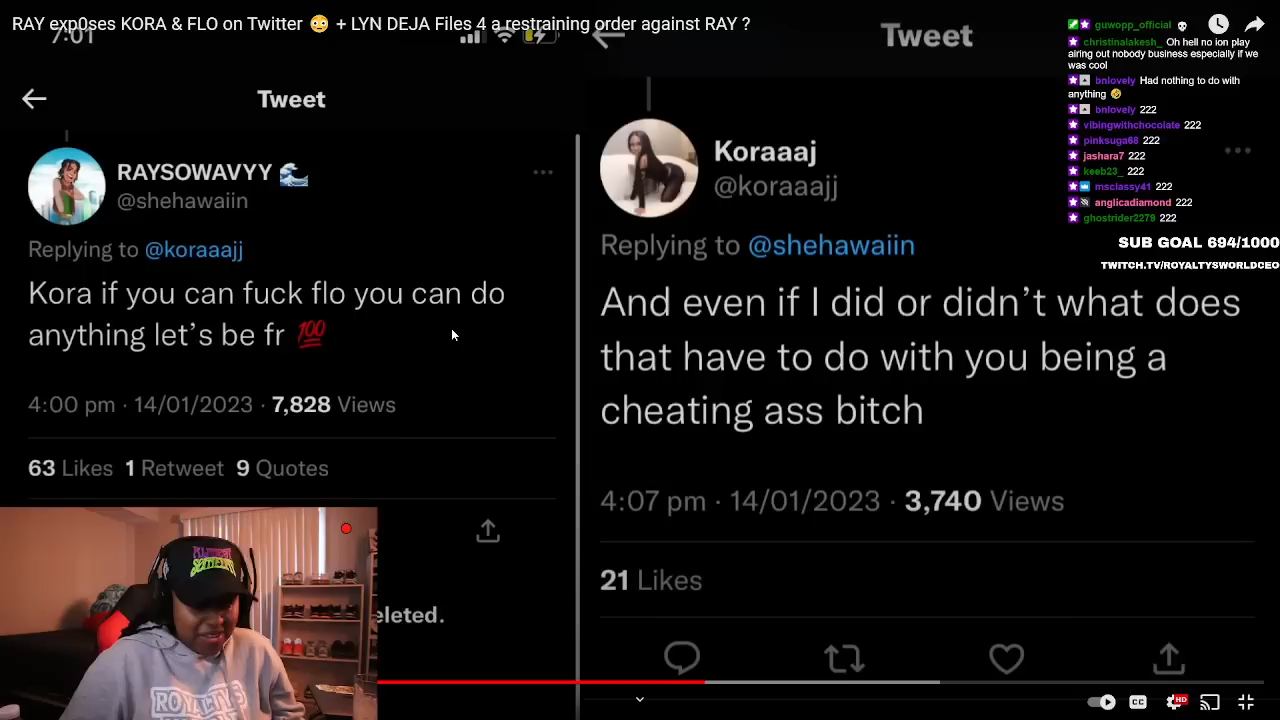 RAY exp0ses KORA & FLO on Twitter 😳 + LYN DEJA Files 4 a restraining order against RAY ?
7:01
Tweet
RAYSOWAVYY 🌊
@shehawaiin
Replying to @koraaajj
Kora if you can fuck flo you can do
anything let’s be fr 💯
4:00 pm · 14/01/2023 · 7,828 Views
63 Likes 1 Retweet 9 Quotes
eleted.
Tweet
Koraaaj
@koraaajj
Replying to @shehawaiin
And even if I did or didn’t what does
that have to do with you being a
cheating ass bitch
4:07 pm · 14/01/2023 · 3,740 Views
21 Likes
guwopp_official 💀
christinalakesh_ Oh hell no ion play
airing out nobody business especially if we
was cool
bnlovely Had nothing to do with
anything 🤣
bnlovely 222
vibingwithchocolate 222
pinksuga68 222
jashara7 222
keeb23_ 222
msclassy41 222
anglicadiamond 222
ghostrider2279 222
SUB GOAL 694/1000
TWITCH.TV/ROYALTYSWORLDCEO
CC
HD